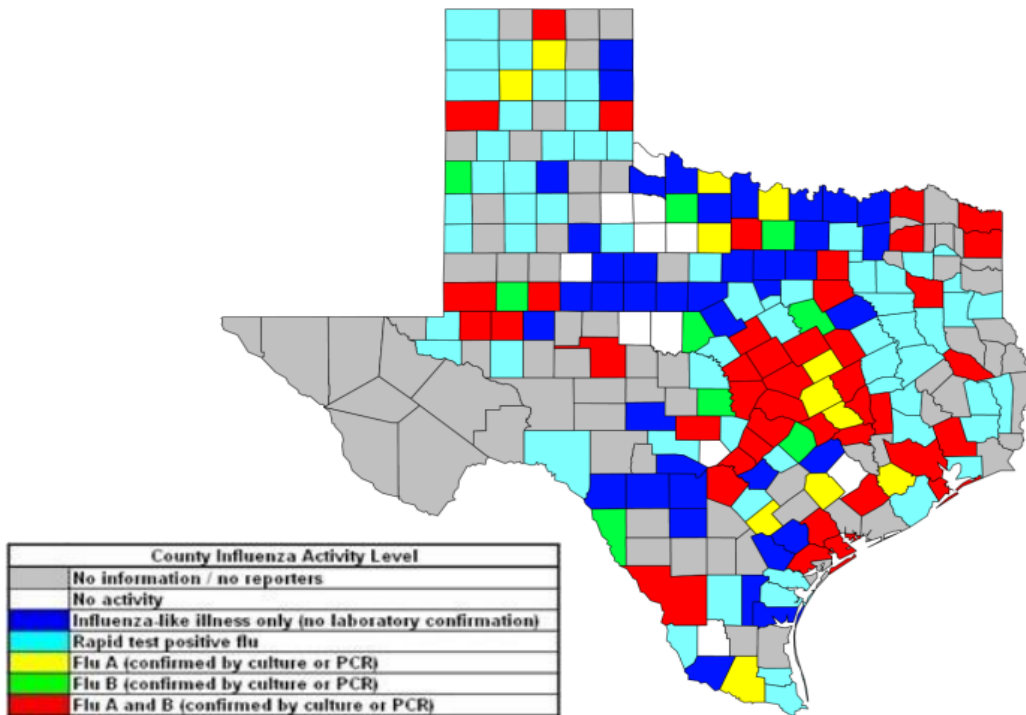 County Influenza Activity Level
No information / no reporters
No activity
Influenza-like illness only (no laboratory confirmation)
Rapid test positive flu
Flu A (confirmed by culture or PCR)
Flu B (confirmed by culture or PCR)
Flu A and B (confirmed by culture or PCR)